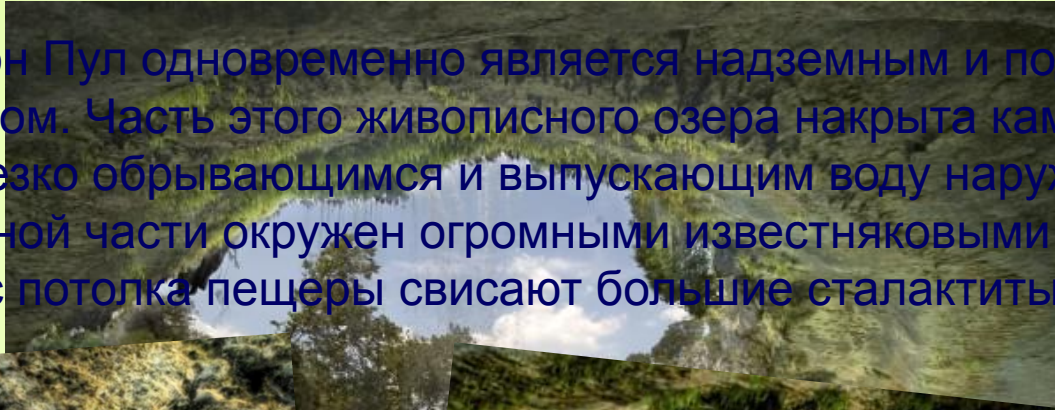 н Пул одновременно является надземным и по
ом. Часть этого живописного озера накрыта кам
езко обрывающимся и выпускающим воду наруж
ной части окружен огромными известняковыми
с потолка пещеры свисают большие сталактиты